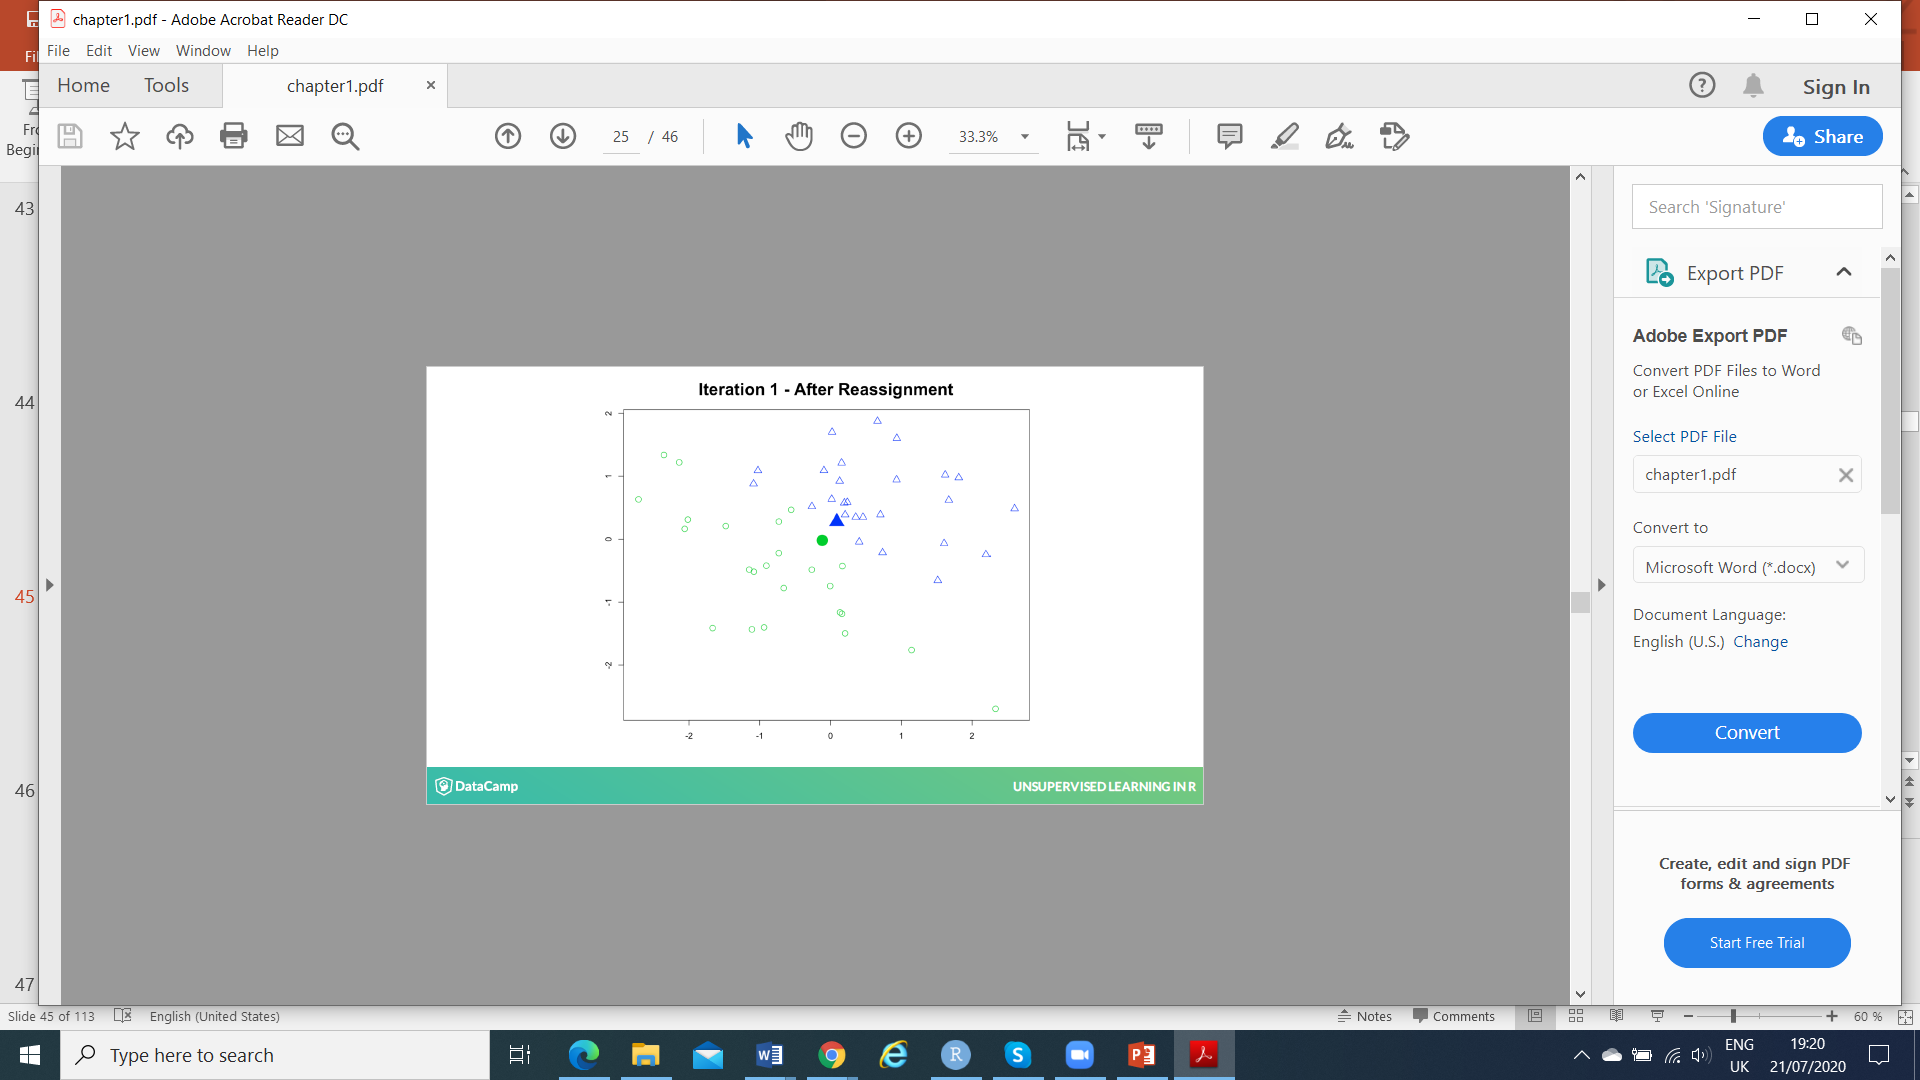 chapter1.pdf - Adobe Acrobat Reader DC
File Edit View Window Help
Home Tools chapter1.pdf
Sign In
25 / 46
33.3%
Share
43
44
45
46
47
Search 'Signature'
Export PDF
Adobe Export PDF
Convert PDF Files to Word
or Excel Online
Select PDF File
chapter1.pdf
Convert to
Microsoft Word (*.docx)
Document Language:
English (U.S.) Change
Convert
Create, edit and sign PDF
forms & agreements
Start Free Trial
Iteration 1 - After Reassignment
2
1
0
-1
-2
-2 -1 0 1 2
DataCamp
UNSUPERVISED LEARNING IN R
Slide 45 of 113 English (United States)
Notes Comments 60 %
Type here to search
ENG
UK
19:20
21/07/2020